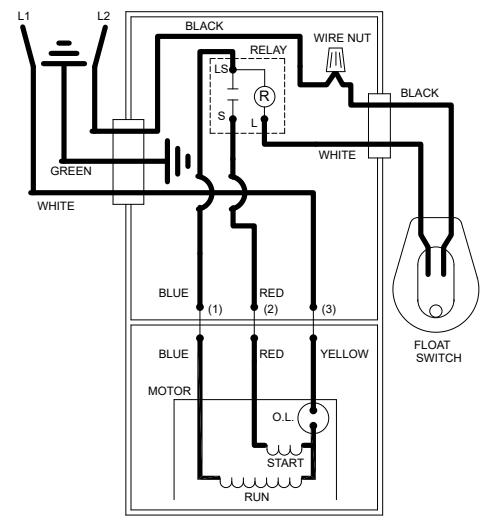 L1
L2
BLACK
WIRE NUT
RELAY
LS
R
BLACK
S
L
WHITE
GREEN
WHITE
BLUE
RED
(1)
(2)
(3)
FLOAT
SWITCH
BLUE
RED
YELLOW
MOTOR
O.L.
START
RUN